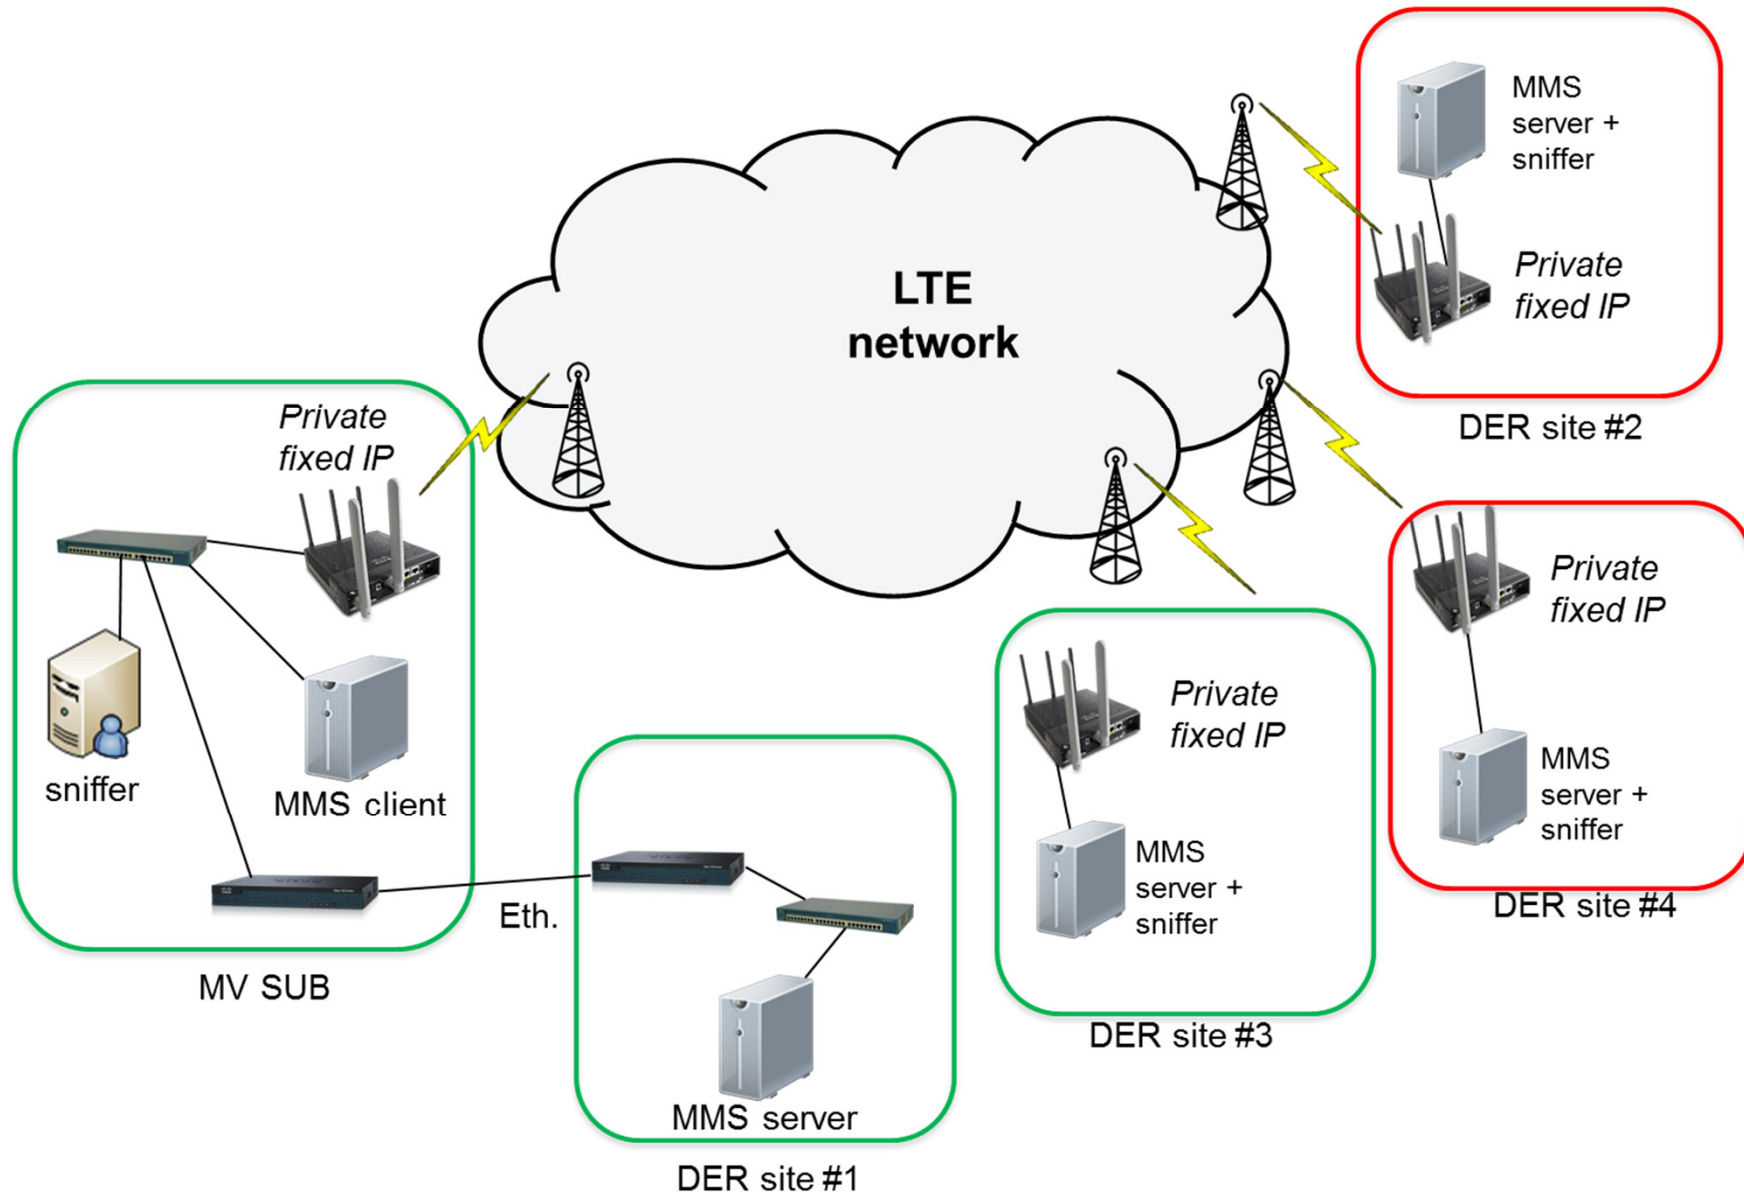 MMS
server +
sniffer
Private
fixed IP
DER site #2
LTE
network
Private
fixed IP
sniffer
MMS client
MV SUB
Eth.
MMS server
DER site #1
Private
fixed IP
MMS
server +
sniffer
DER site #3
Private
fixed IP
MMS
server +
sniffer
DER site #4